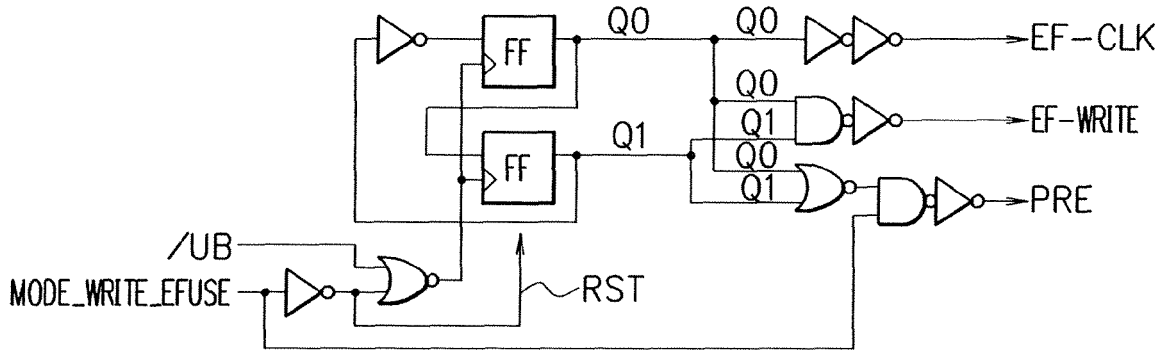 FF
Q0
Q0
EF-CLK
Q0
Q1
EF-WRITE
FF
Q1
Q0
Q1
PRE
/UB
MODE_WRITE_EFUSE
RST